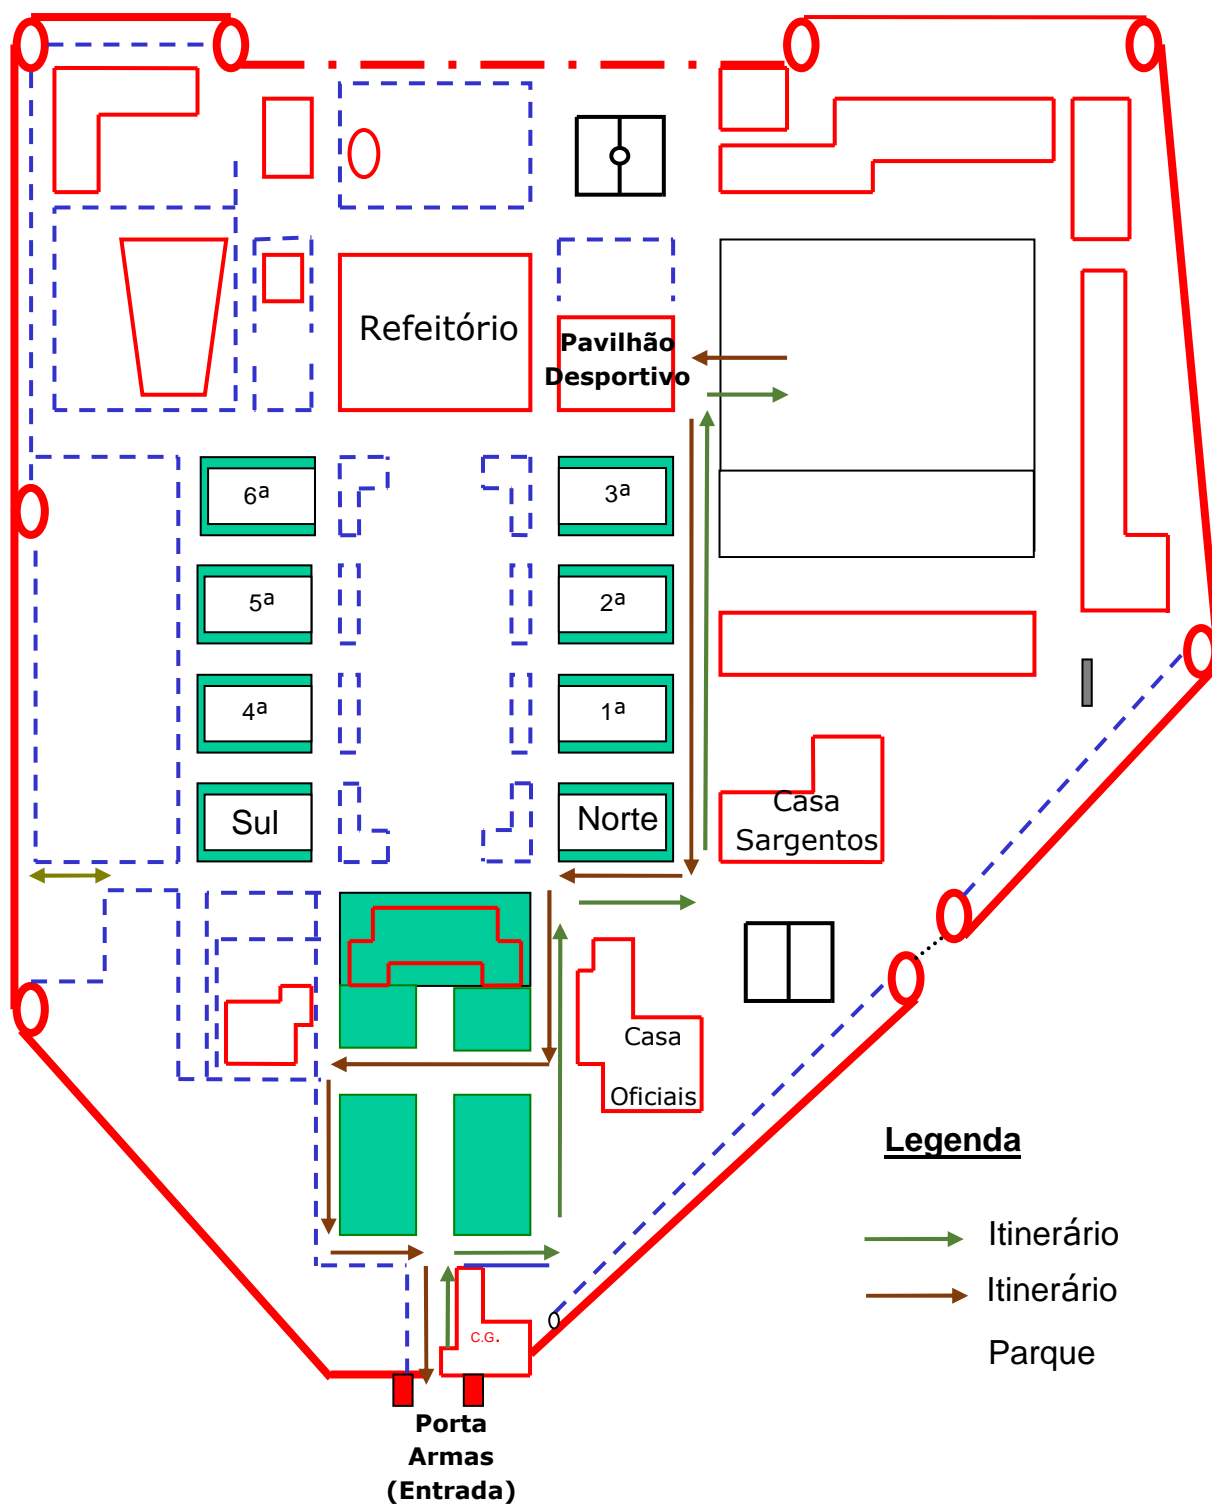 Refeitório
Pavilhão
Desportivo
6ª
3ª
5ª
2ª
4ª
1ª
Sul
Norte
Casa
Sargentos
Casa
Oficiais
Legenda
Itinerário
Itinerário
Parque
C.G.
Porta
Armas
(Entrada)